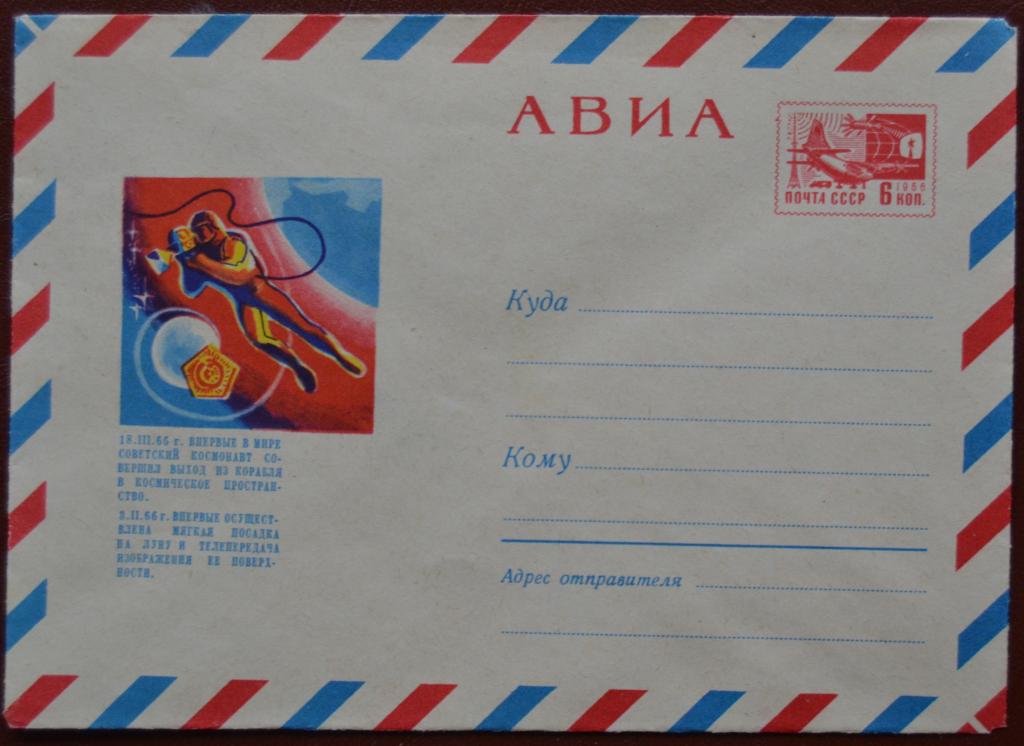 АВИА
1966
ПОЧТА СССР 6 КОП.
18.III.65 г. ВПЕРВЫЕ В МИРЕ
СОВЕТСКИЙ КОСМОНАВТ СО-
ВЕРШИЛ ВЫХОД ИЗ КОРАБЛЯ
В КОСМИЧЕСКОЕ ПРОСТРАН-
СТВО.
3.II.66 г. ВПЕРВЫЕ ОСУЩЕСТ-
ВЛЕНА МЯГКАЯ ПОСАДКА
НА ЛУНУ И ТЕЛЕПЕРЕДАЧА
ИЗОБРАЖЕНИЯ ЕЕ ПОВЕРХ-
НОСТИ.
Куда
Кому
Адрес отправителя